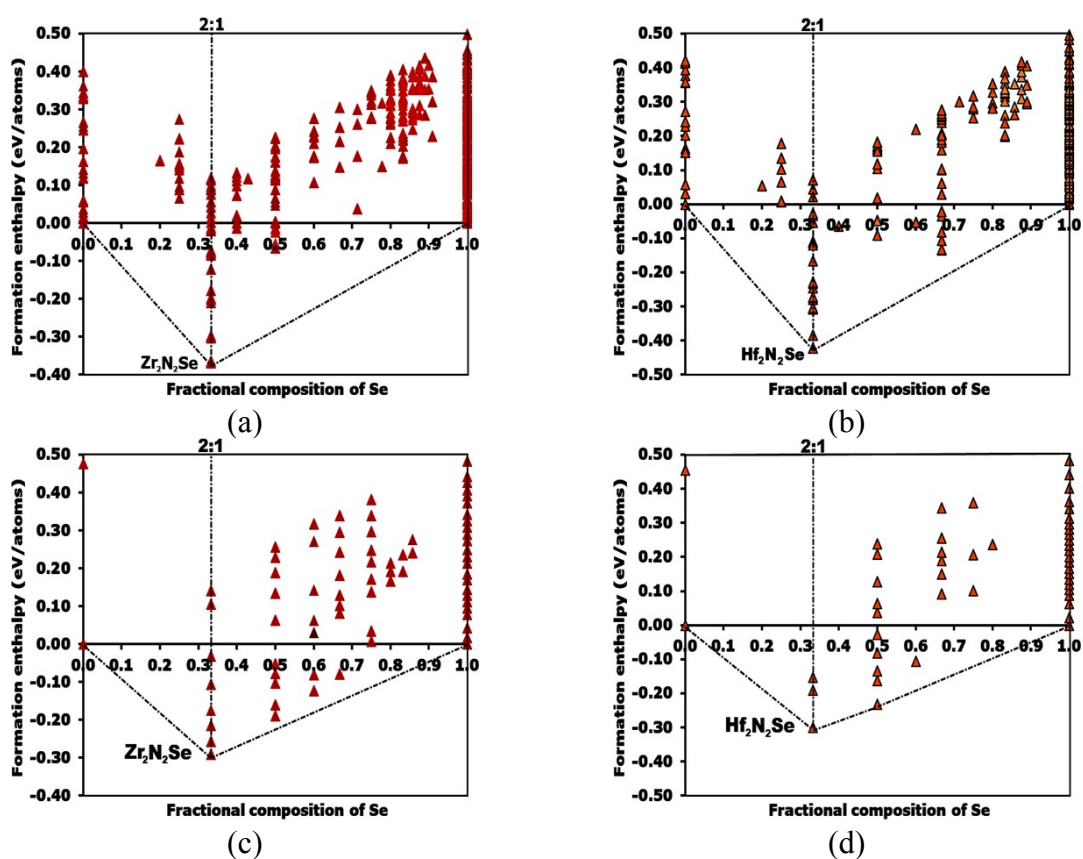 2:1
Formation enthalpy (eV/atoms)
0.50
0.40
0.30
0.20
0.10
0.00
-0.10
-0.20
-0.30
-0.40
0.0 0.1 0.2 0.3 0.4 0.5 0.6 0.7 0.8 0.9 1.0
Zr₂N₂Se
Fractional composition of Se
(a)
2:1
Formation enthalpy (eV/atoms)
0.50
0.40
0.30
0.20
0.10
0.00
-0.10
-0.20
-0.30
-0.40
-0.50
0.0 0.1 0.2 0.3 0.4 0.5 0.6 0.7 0.8 0.9 1.0
Hf₂N₂Se
Fractional composition of Se
(b)
2:1
Formation enthalpy (eV/atoms)
0.50
0.40
0.30
0.20
0.10
0.00
-0.10
-0.20
-0.30
-0.40
0.0 0.1 0.2 0.3 0.4 0.5 0.6 0.7 0.8 0.9 1.0
Zr₂N₂Se
Fractional composition of Se
(c)
2:1
Formation enthalpy (eV/atoms)
0.50
0.40
0.30
0.20
0.10
0.00
-0.10
-0.20
-0.30
-0.40
-0.50
0.0 0.1 0.2 0.3 0.4 0.5 0.6 0.7 0.8 0.9 1.0
Hf₂N₂Se
Fractional composition of Se
(d)